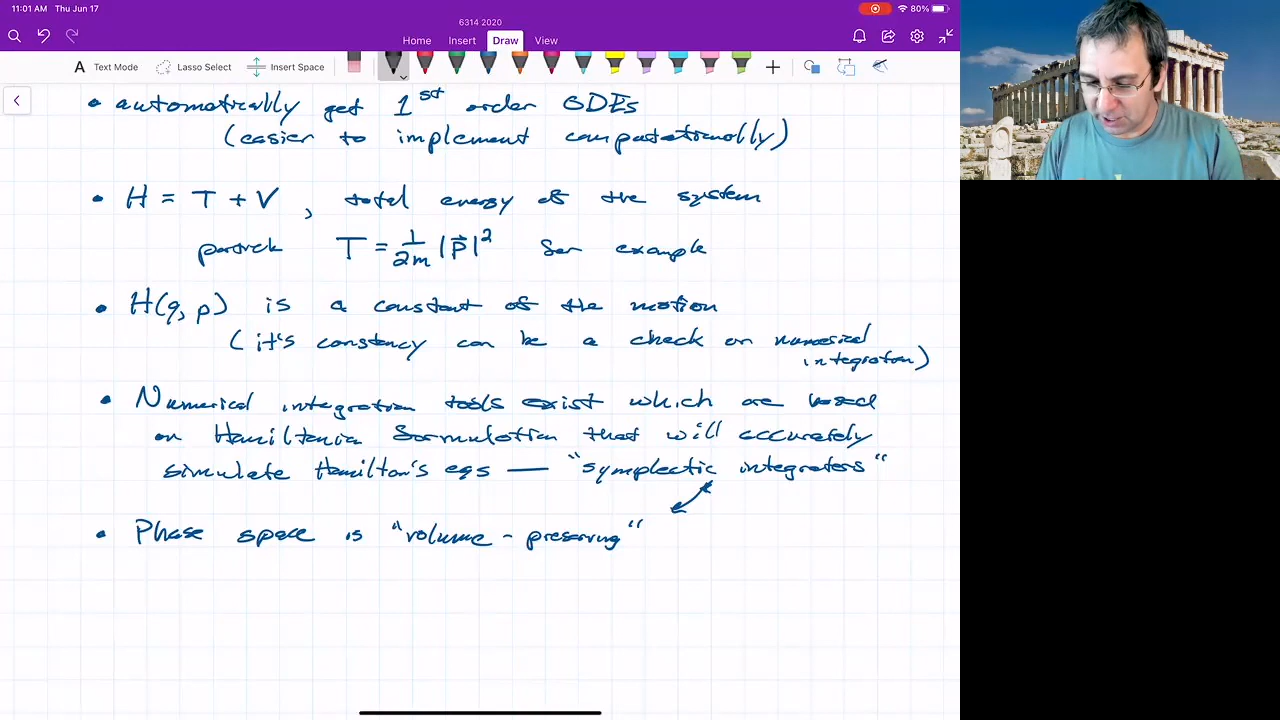 11:01 AM Thu Jun 17
80%
6314 2020
Home Insert Draw View
Text Mode Lasso Select Insert Space
• automatically get 1st order ODEs
(easier to implement computationally)
• H = T + V , total energy of the system
particle T = 1/2m |p⃗|² for example
• H(q, p) is a constant of the motion
(it's constancy can be a check on numerical
integration)
• Numerical integration tools exist which are based
on Hamiltonian formulation that will accurately
simulate Hamilton's eqs — "symplectic integrators"
• Phase space is "volume - preserving"